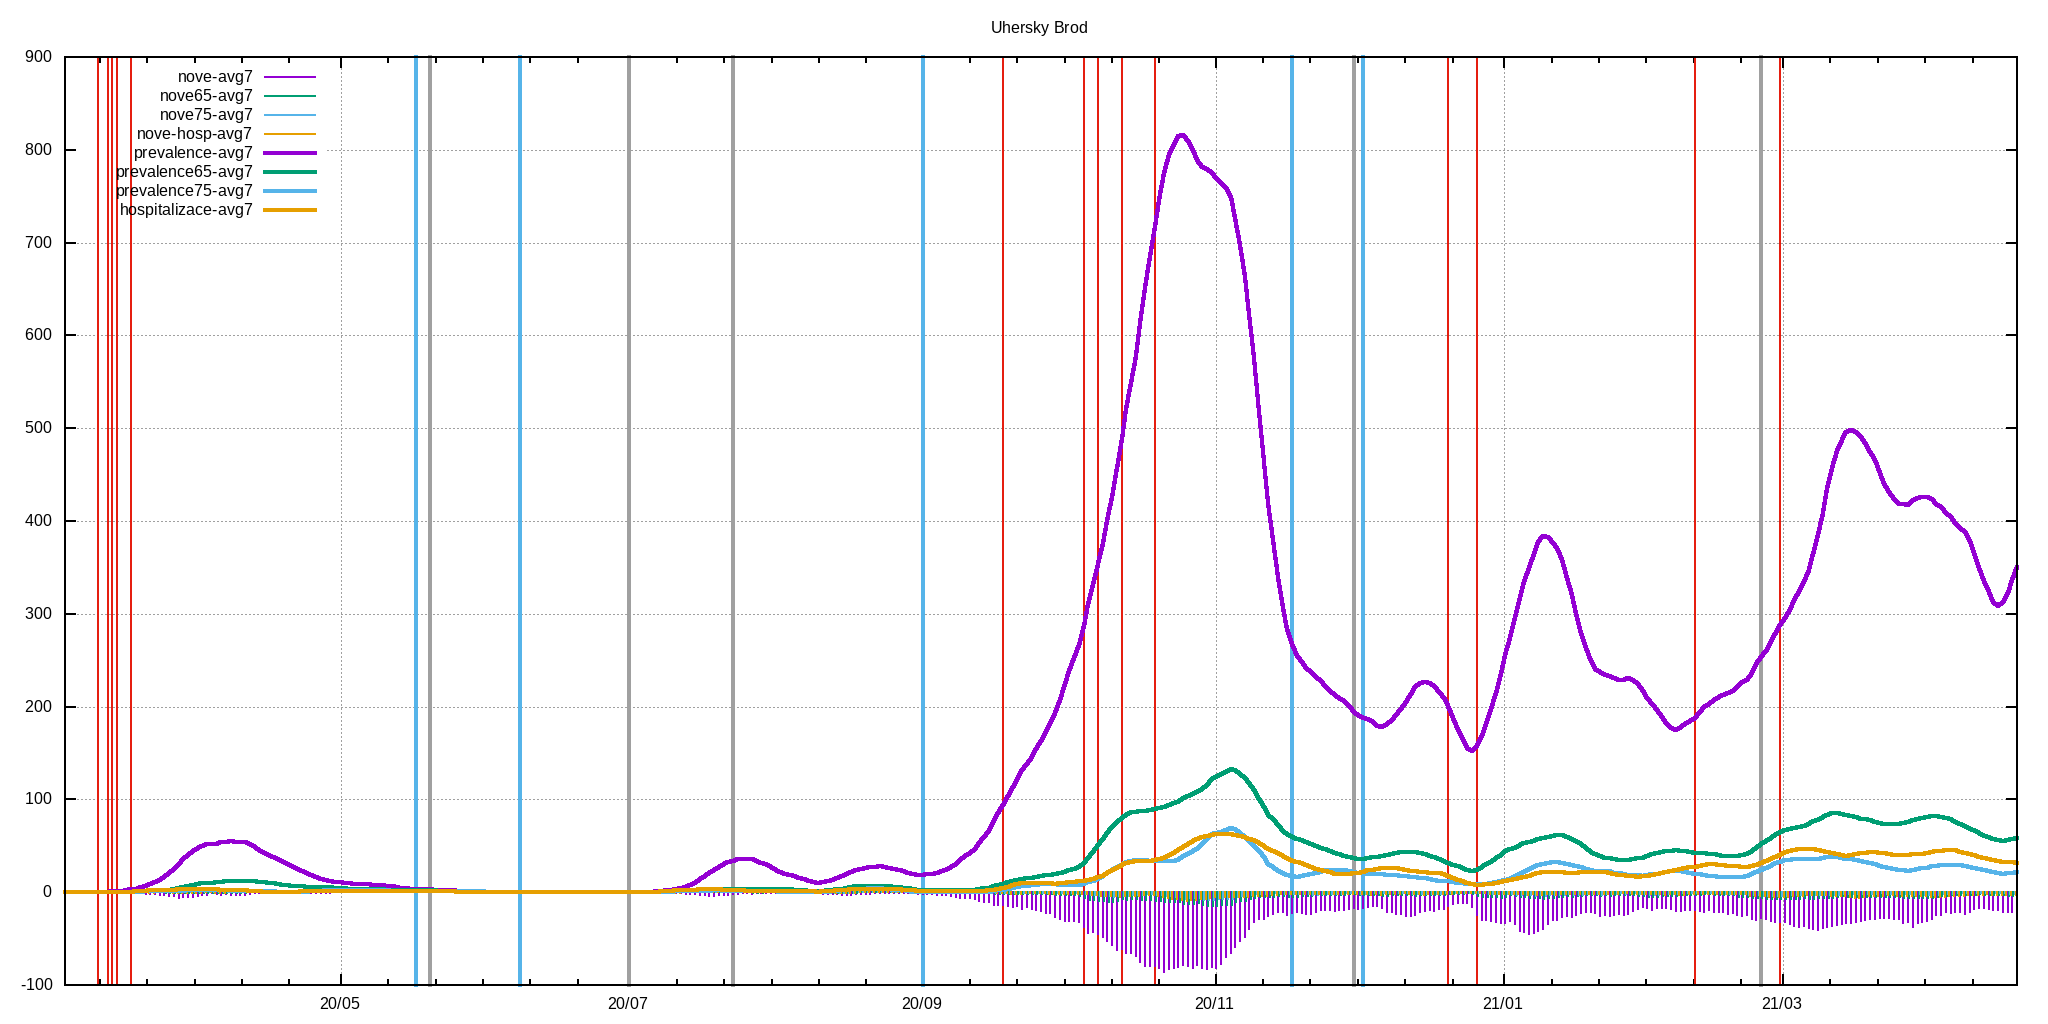 Uhersky Brod
900
800
700
600
500
400
300
200
100
0
-100
nove-avg7
nove65-avg7
nove75-avg7
nove-hosp-avg7
prevalence-avg7
prevalence65-avg7
prevalence75-avg7
hospitalizace-avg7
20/05
20/07
20/09
20/11
21/01
21/03